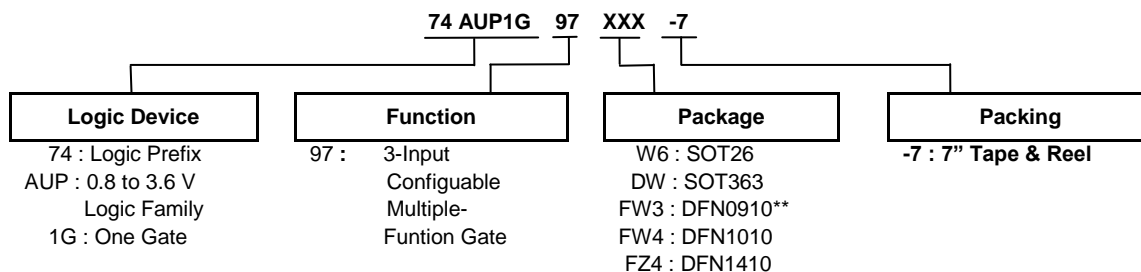 74 AUP1G 97 XXX -7
Logic Device
74 : Logic Prefix
AUP : 0.8 to 3.6 V
Logic Family
1G : One Gate
Function
97 : 3-Input
Configuable
Multiple-
Funtion Gate
Package
W6 : SOT26
DW : SOT363
FW3 : DFN0910**
FW4 : DFN1010
FZ4 : DFN1410
Packing
-7 : 7” Tape & Reel